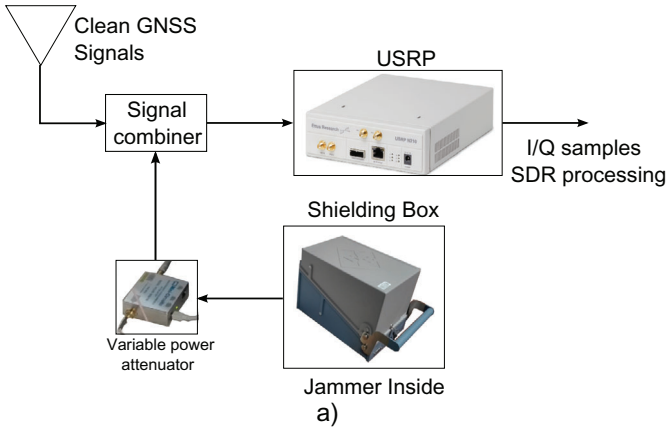 Clean GNSS
Signals
USRP
Signal
combiner
I/Q samples
SDR processing
Shielding Box
Variable power
attenuator
Jammer Inside
a)